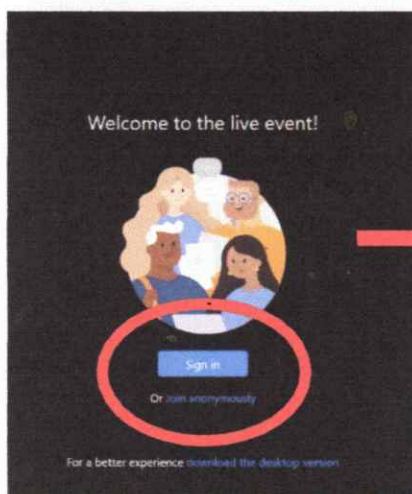 Welcome to the live event!
Sign in
Or Join anonymously
For a better experience download the desktop version